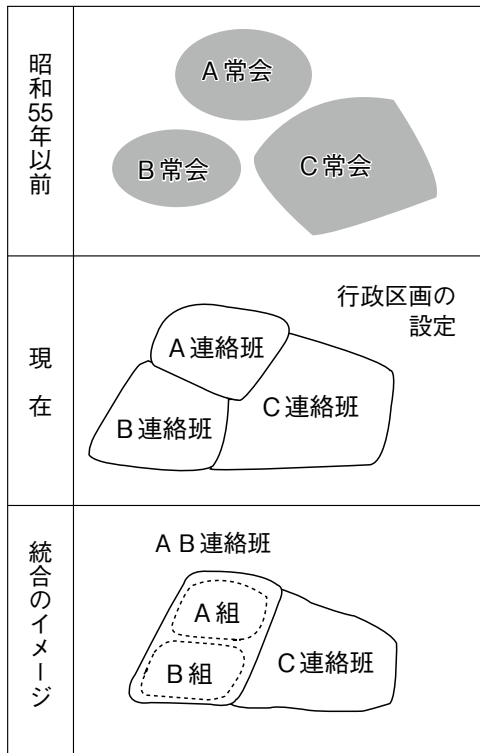 昭和55年以前
A常会
B常会
C常会
現在
行政区画の
設定
A連絡班
B連絡班
C連絡班
統合のイメージ
AB連絡班
A組
B組
C連絡班